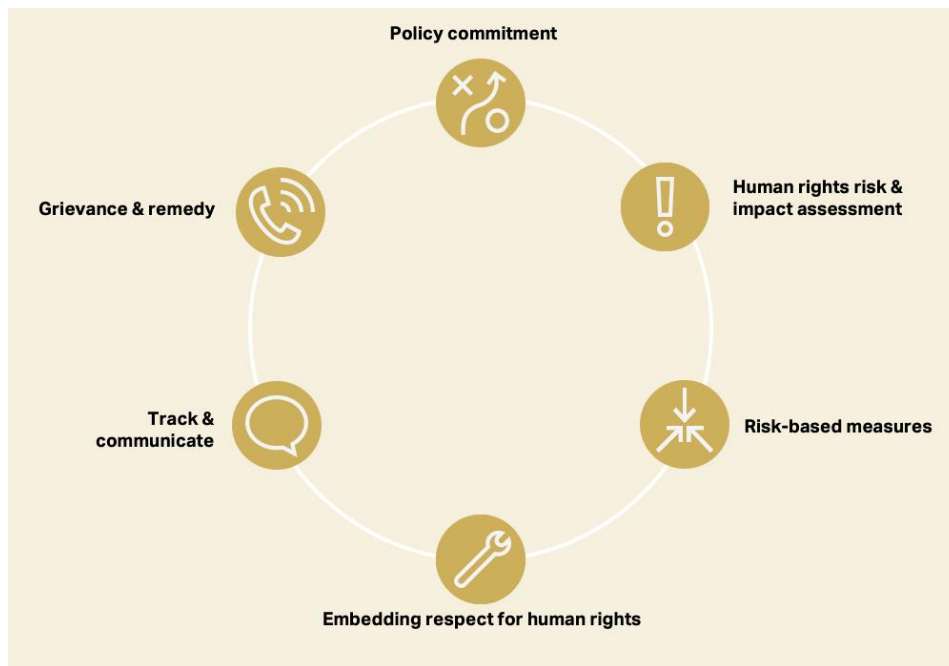 Policy commitment
Human rights risk &
impact assessment
Risk-based measures
Embedding respect for human rights
Track &
communicate
Grievance & remedy